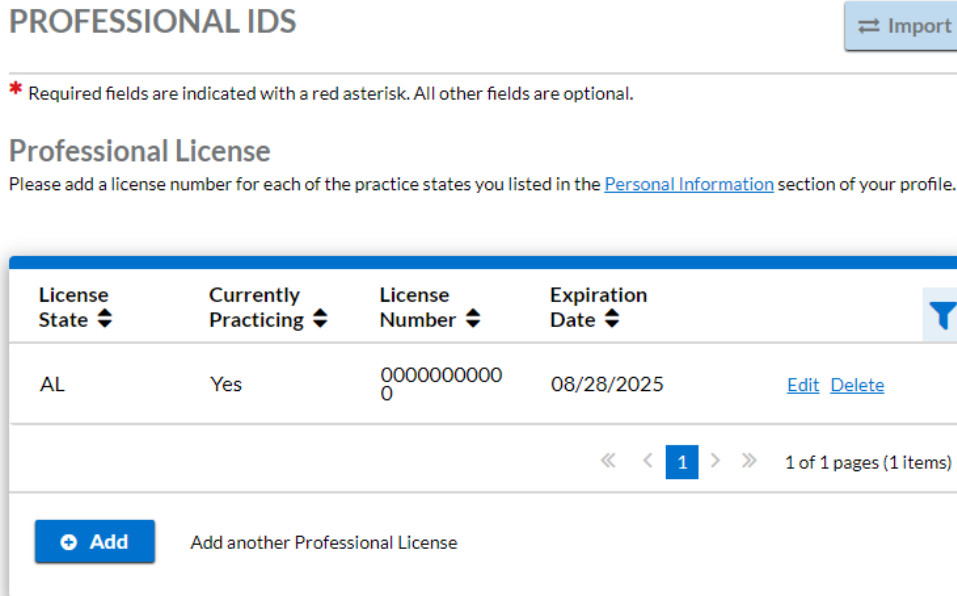 PROFESSIONAL IDS
Import
* Required fields are indicated with a red asterisk. All other fields are optional.
Professional License
Please add a license number for each of the practice states you listed in the Personal Information section of your profile.
License State Currently Practicing License Number Expiration Date
AL Yes 00000000000 08/28/2025 Edit Delete
« < 1 > » 1 of 1 pages (1 items)
Add Add another Professional License